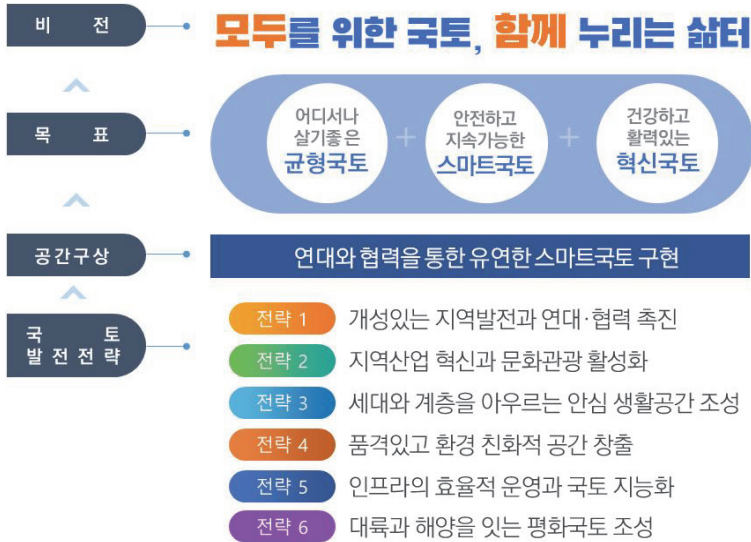 비 전
모두를 위한 국토, 함께 누리는 삶터
목 표
어디서나
살기좋은
균형국토
+
안전하고
지속가능한
스마트국토
+
건강하고
활력있는
혁신국토
공간구상
연대와 협력을 통한 유연한 스마트국토 구현
국 토
발전전략
전략 1 개성있는 지역발전과 연대·협력 촉진
전략 2 지역산업 혁신과 문화관광 활성화
전략 3 세대와 계층을 아우르는 안심 생활공간 조성
전략 4 품격있고 환경 친화적 공간 창출
전략 5 인프라의 효율적 운영과 국토 지능화
전략 6 대륙과 해양을 잇는 평화국토 조성